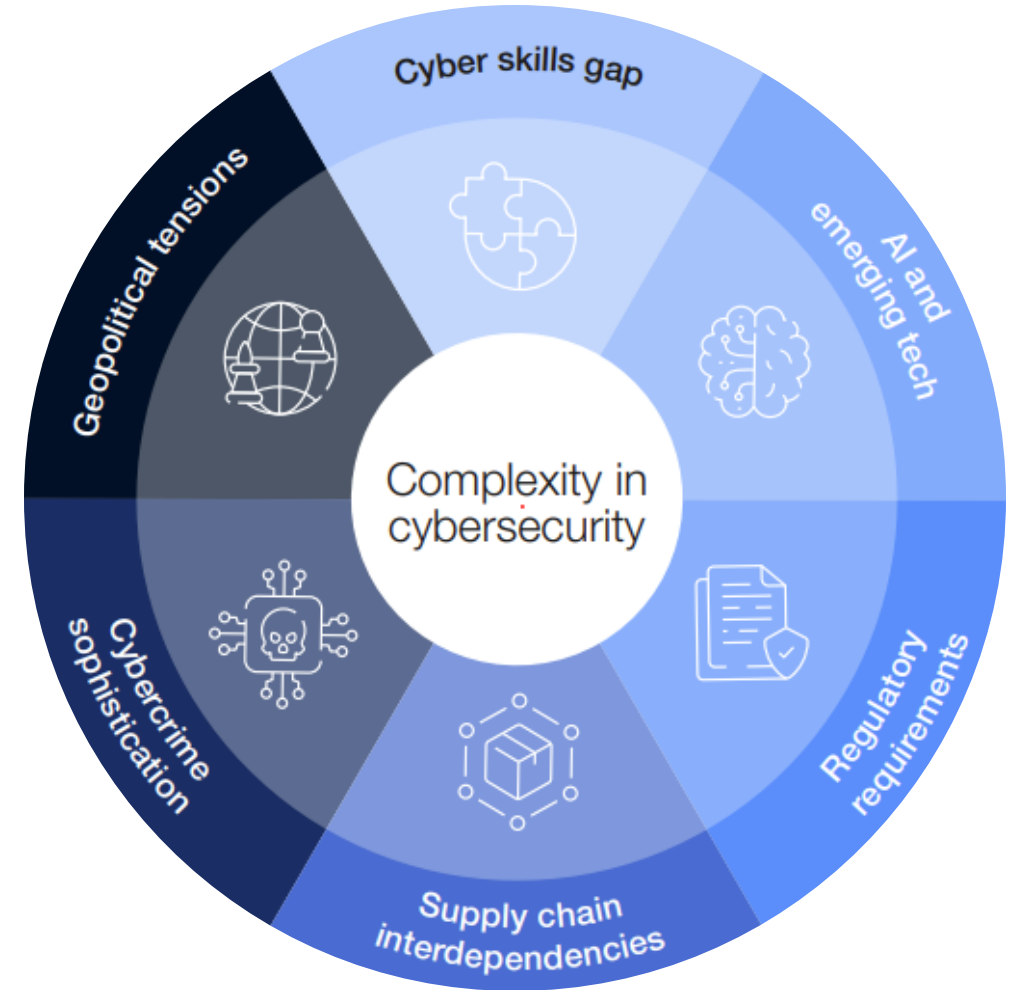 Cyber skills gap
AI and
emerging tech
Regulatory
requirements
Supply chain
interdependencies
Cybercrime
sophistication
Geopolitical tensions
Complexity in
cybersecurity